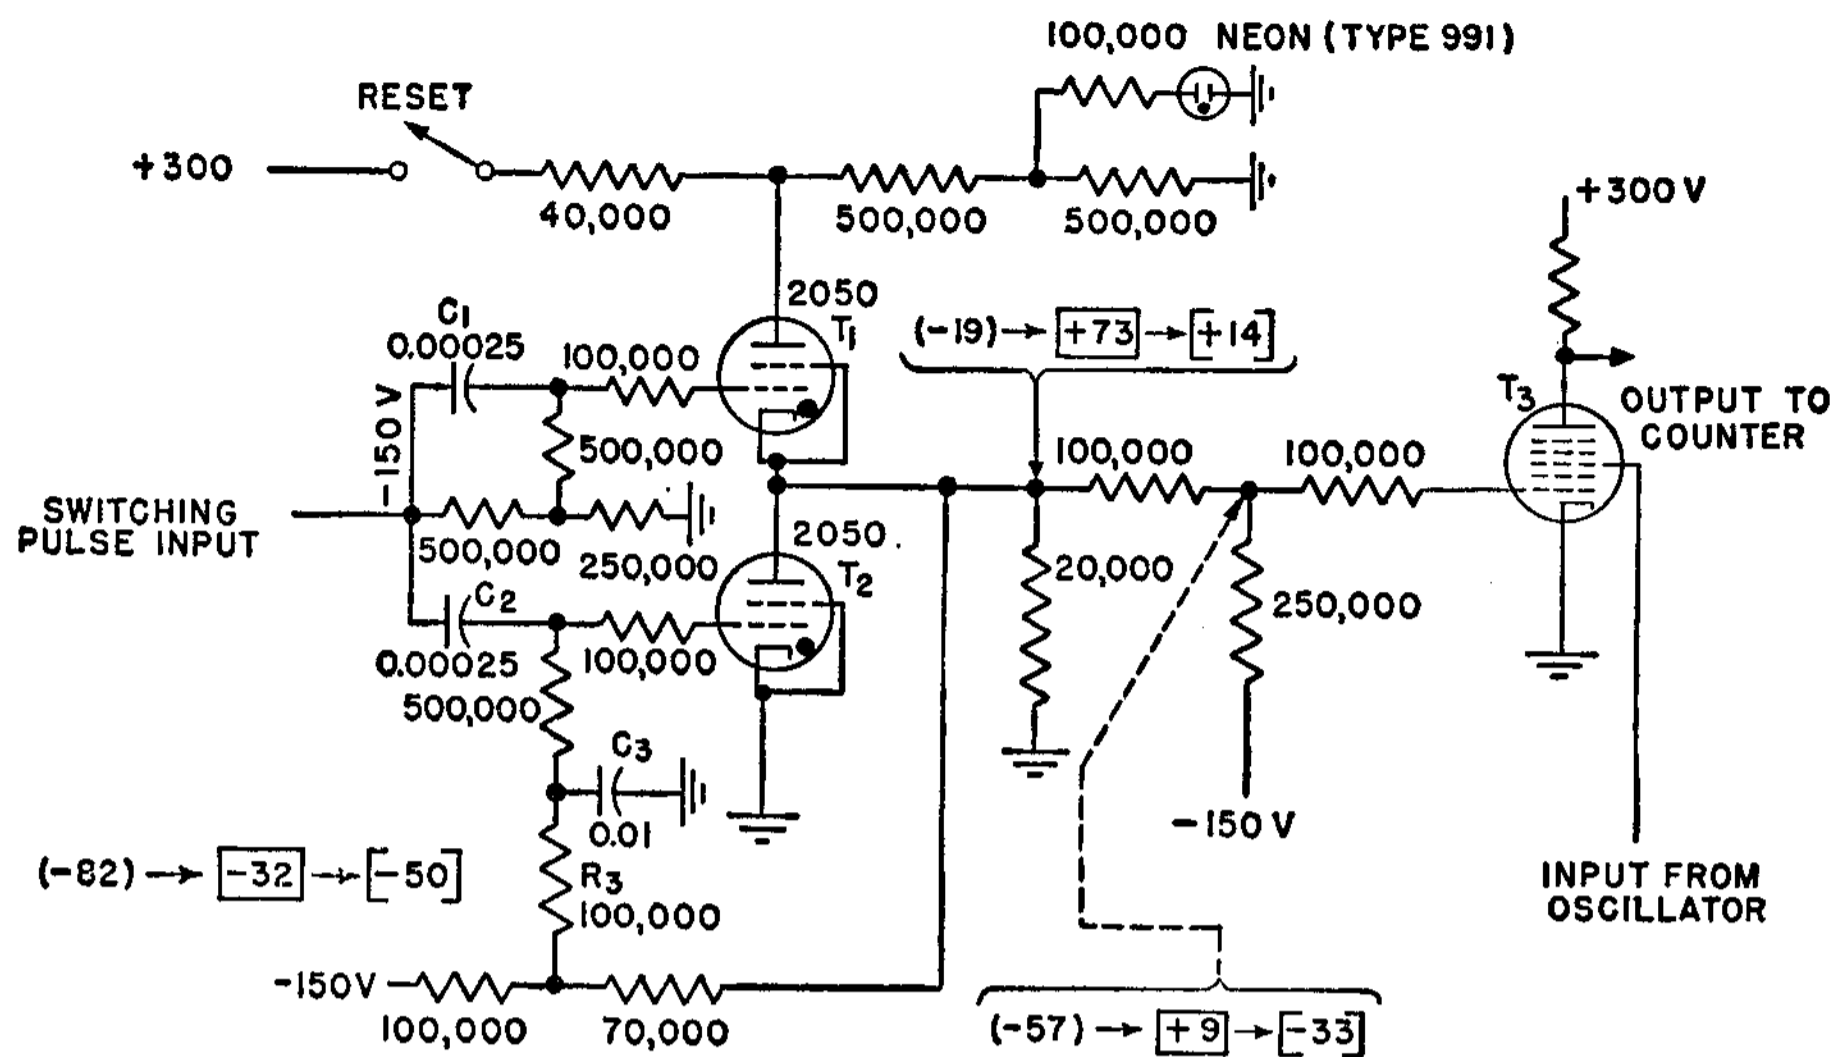 100,000 NEON (TYPE 991)
RESET
+300
40,000
500,000
500,000
+300 V
2050
T1
C1
0.00025
100,000
(-19) → +73 → [+14]
T3
OUTPUT TO
COUNTER
-150 V
500,000
100,000
100,000
SWITCHING
PULSE INPUT
500,000
250,000
2050.
T2
20,000
250,000
C2
0.00025
100,000
500,000
C3
0.01
-150 V
(-82) → -32 → [-50]
R3
100,000
INPUT FROM
OSCILLATOR
-150V
100,000
70,000
(-57) → +9 → [-33]